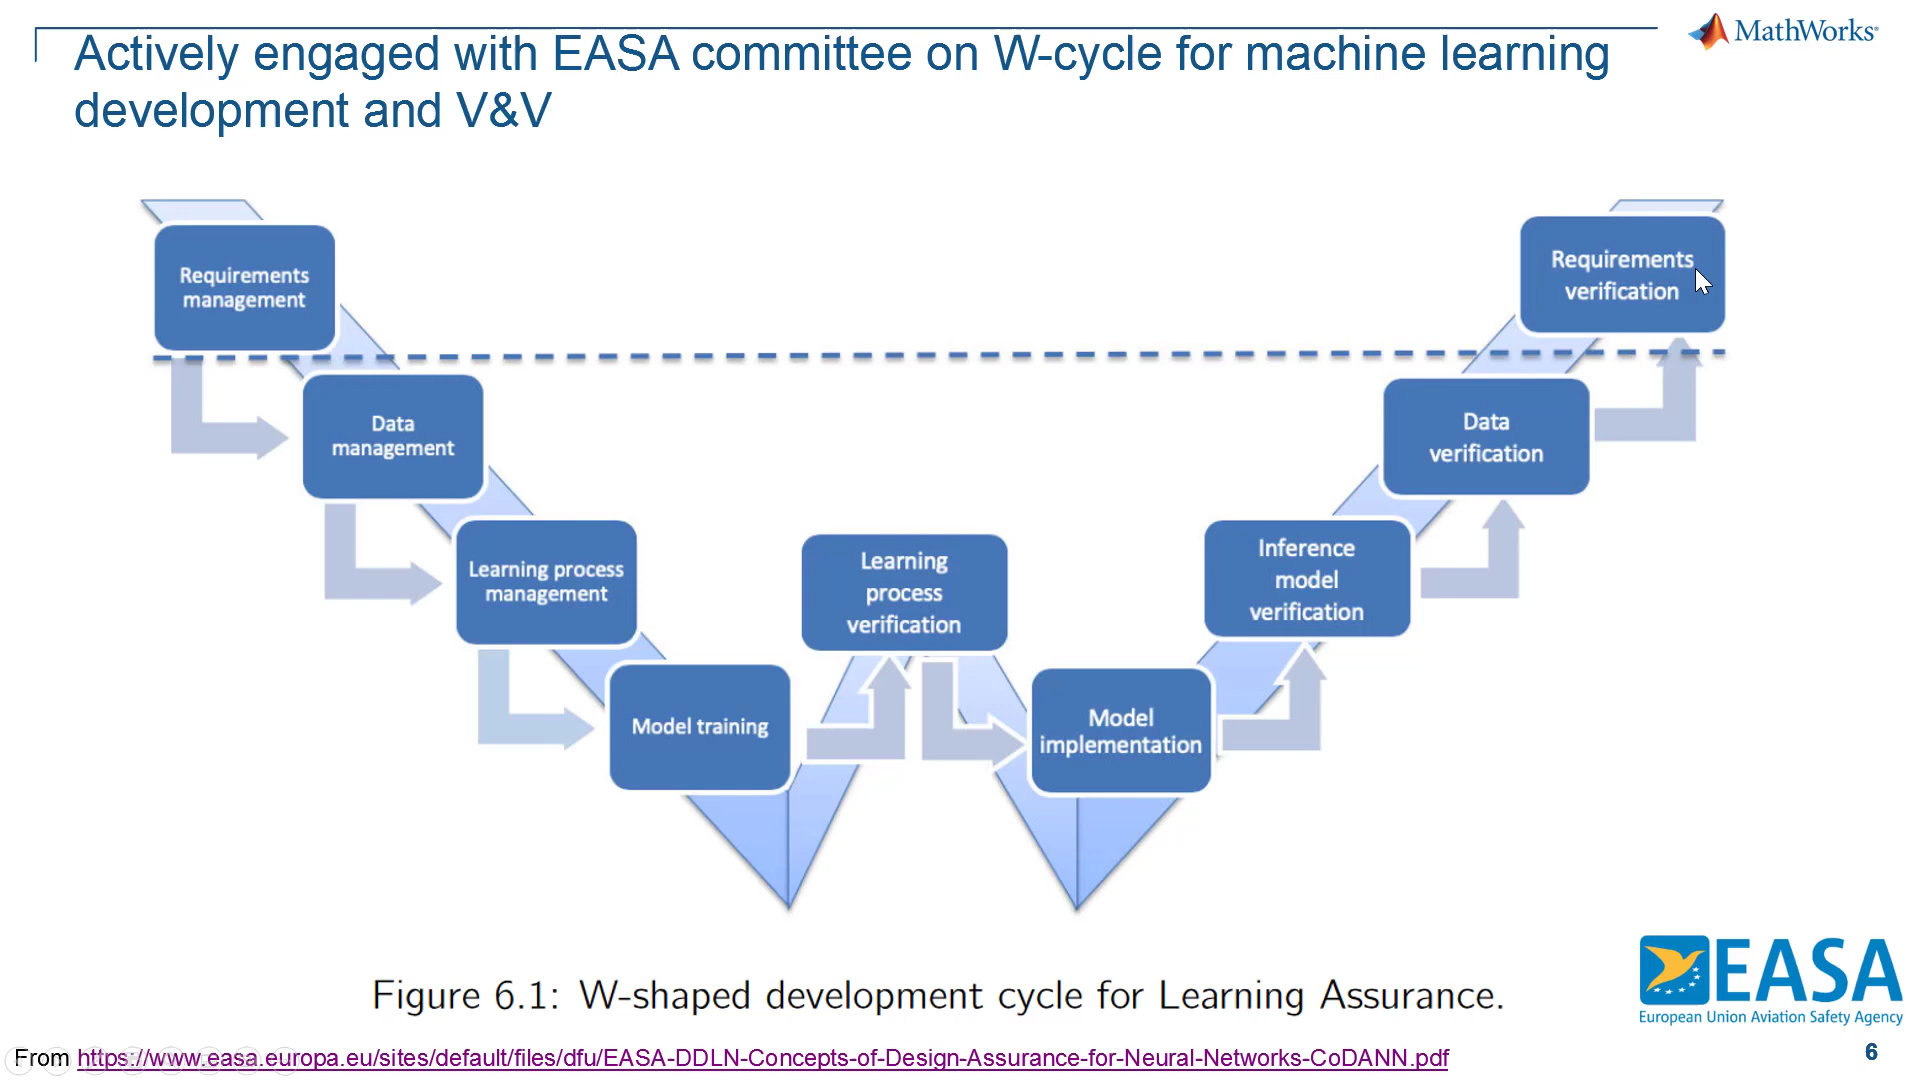 MathWorks®
Actively engaged with EASA committee on W-cycle for machine learning
development and V&V
Requirements
management
Requirements
verification
Data
management
Data
verification
Learning process
management
Learning
process
verification
Inference
model
verification
Model training
Model
implementation
Figure 6.1: W-shaped development cycle for Learning Assurance.
EASA
European Union Aviation Safety Agency
From https://www.easa.europa.eu/sites/default/files/dfu/EASA-DDLN-Concepts-of-Design-Assurance-for-Neural-Networks-CoDANN.pdf
6